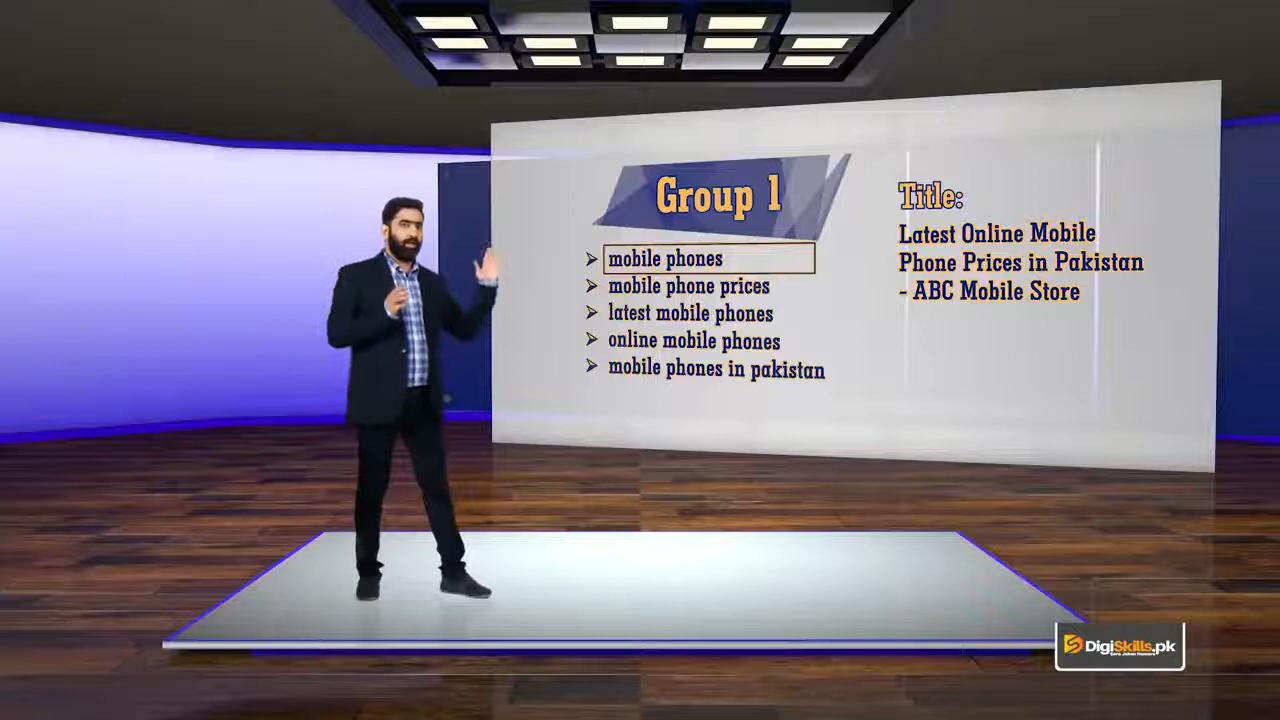 Group 1
mobile phones
mobile phone prices
latest mobile phones
online mobile phones
mobile phones in pakistan
Title:
Latest Online Mobile
Phone Prices in Pakistan
- ABC Mobile Store
DigiSkills.pk